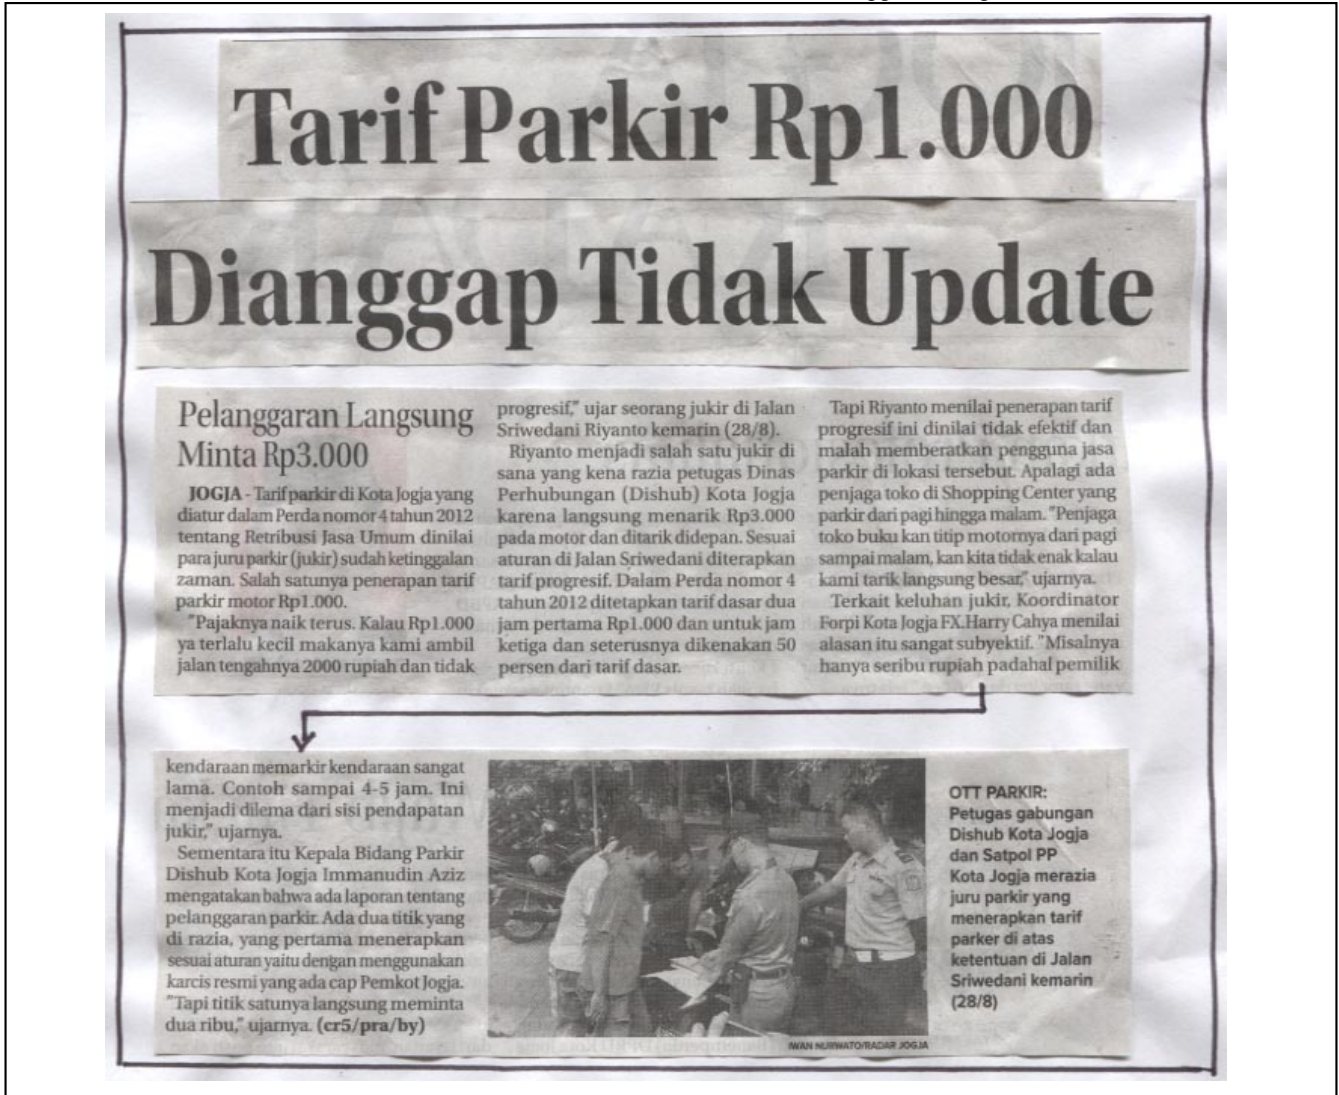 Tarif Parkir Rp1.000
Dianggap Tidak Update
Pelanggaran Langsung
Minta Rp3.000
JOGJA - Tarif parkir di Kota Jogja yang
diatur dalam Perda nomor 4 tahun 2012
tentang Retribusi Jasa Umum dinilai
para juru parkir (jukir) sudah ketinggalan
zaman. Salah satunya penerapan tarif
parkir motor Rp1.000.
"Pajaknya naik terus. Kalau Rp1.000
ya terlalu kecil makanya kami ambil
jalan tengahnya 2000 rupiah dan tidak
progresif," ujar seorang jukir di Jalan
Sriwedani Riyanto kemarin (28/8).
Riyanto menjadi salah satu jukir di
sana yang kena razia petugas Dinas
Perhubungan (Dishub) Kota Jogja
karena langsung menarik Rp3.000
pada motor dan ditarik didepan. Sesuai
aturan di Jalan Sriwedani diterapkan
tarif progresif. Dalam Perda nomor 4
tahun 2012 ditetapkan tarif dasar dua
jam pertama Rp1.000 dan untuk jam
ketiga dan seterusnya dikenakan 50
persen dari tarif dasar.
Tapi Riyanto menilai penerapan tarif
progresif ini dinilai tidak efektif dan
malah memberatkan pengguna jasa
parkir di lokasi tersebut. Apalagi ada
penjaga toko di Shopping Center yang
parkir dari pagi hingga malam. "Penjaga
toko buku kan titip motornya dari pagi
sampai malam, kan kita tidak enak kalau
kami tarik langsung besar," ujarnya.
Terkait keluhan jukir, Koordinator
Forpi Kota Jogja FX.Harry Cahya menilai
alasan itu sangat subyektif. "Misalnya
hanya seribu rupiah padahal pemilik
kendaraan memarkir kendaraan sangat
lama. Contoh sampai 4-5 jam. Ini
menjadi dilema dari sisi pendapatan
jukir," ujarnya.
Sementara itu Kepala Bidang Parkir
Dishub Kota Jogja Immanudin Aziz
mengatakan bahwa ada laporan tentang
pelanggaran parkir. Ada dua titik yang
di razia, yang pertama menerapkan
sesuai aturan yaitu dengan menggunakan
karcis resmi yang ada cap Pemkot Jogja.
"Tapi titik satunya langsung meminta
dua ribu," ujarnya. (cr5/pra/by)
OTT PARKIR:
Petugas gabungan
Dishub Kota Jogja
dan Satpol PP
Kota Jogja merazia
juru parkir yang
menerapkan tarif
parker di atas
ketentuan di Jalan
Sriwedani kemarin
(28/8)
IWAN NURWATO/RADAR JOGJA